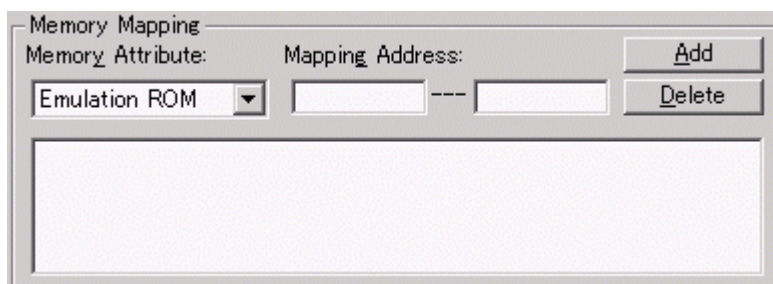 Memory Mapping
Memory Attribute: Mapping Address: Add
Emulation ROM --- Delete